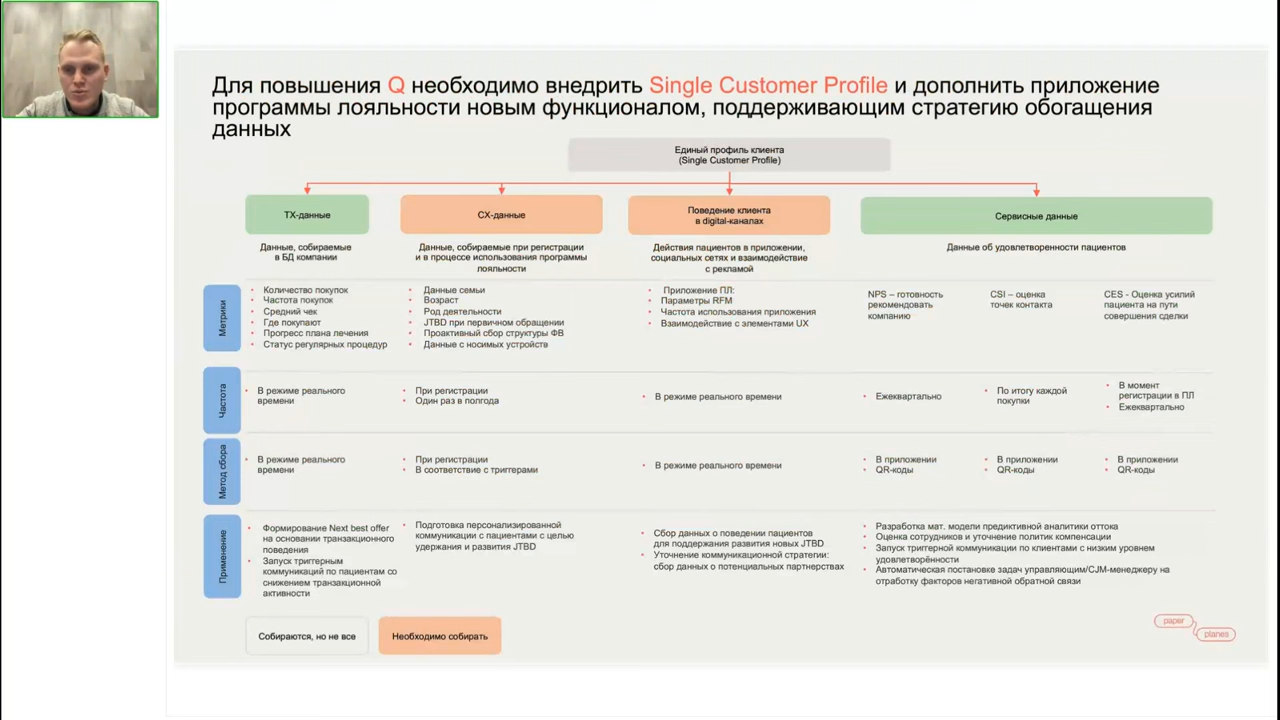 Для повышения Q необходимо внедрить Single Customer Profile и дополнить приложение
программы лояльности новым функционалом, поддерживающим стратегию обогащения
данных
Единый профиль клиента
(Single Customer Profile)
TX-данные
CX-данные
Поведение клиента
в digital-каналах
Сервисные данные
Данные, собираемые
в БД компании
Данные, собираемые при регистрации
и в процессе использования программы
лояльности
Действия пациентов в приложении,
социальных сетях и взаимодействие
с рекламой
Данные об удовлетворенности пациентов
Метрики
• Количество покупок
• Частота покупок
• Средний чек
• Где покупают
• Прогресс плана лечения
• Статус регулярных процедур
• Данные семьи
• Возраст
• Род деятельности
• JTBD при первичном обращении
• Проактивный сбор структуры ФВ
• Данные с носимых устройств
• Приложение ПЛ:
• Параметры RFM
• Частота использования приложения
• Взаимодействие с элементами UX
NPS – готовность
рекомендовать
компанию
CSI – оценка
точек контакта
CES - Оценка усилий
пациента на пути
совершения сделки
Частота
• В режиме реального
времени
• При регистрации
• Один раз в полгода
• В режиме реального времени
• Ежеквартально
• По итогу каждой
покупки
• В момент
регистрации в ПЛ
• Ежеквартально
Метод сбора
• В режиме реального
времени
• При регистрации
• В соответствие с триггерами
• В режиме реального времени
• В приложении
• QR-коды
• В приложении
• QR-коды
• В приложении
• QR-коды
Применение
• Формирование Next best offer
на основании транзакционного
поведения
• Запуск триггерным
коммуникаций по пациентам со
снижением транзакционной
активности
• Подготовка персонализированной
коммуникации с пациентами с целью
удержания и развития JTBD
• Сбор данных о поведении пациентов
для поддержания развития новых JTBD
• Уточнение коммуникационной стратегии:
сбор данных о потенциальных партнерствах
• Разработка мат. модели предиктивной аналитики оттока
• Оценка сотрудников и уточнение политик компенсации
• Запуск триггерной коммуникации по клиентами с низким уровнем
удовлетворённости
• Автоматическая постановке задач управляющим/CJM-менеджеру на
отработку факторов негативной обратной связи
Собираются, но не все
Необходимо собирать
paper
planes